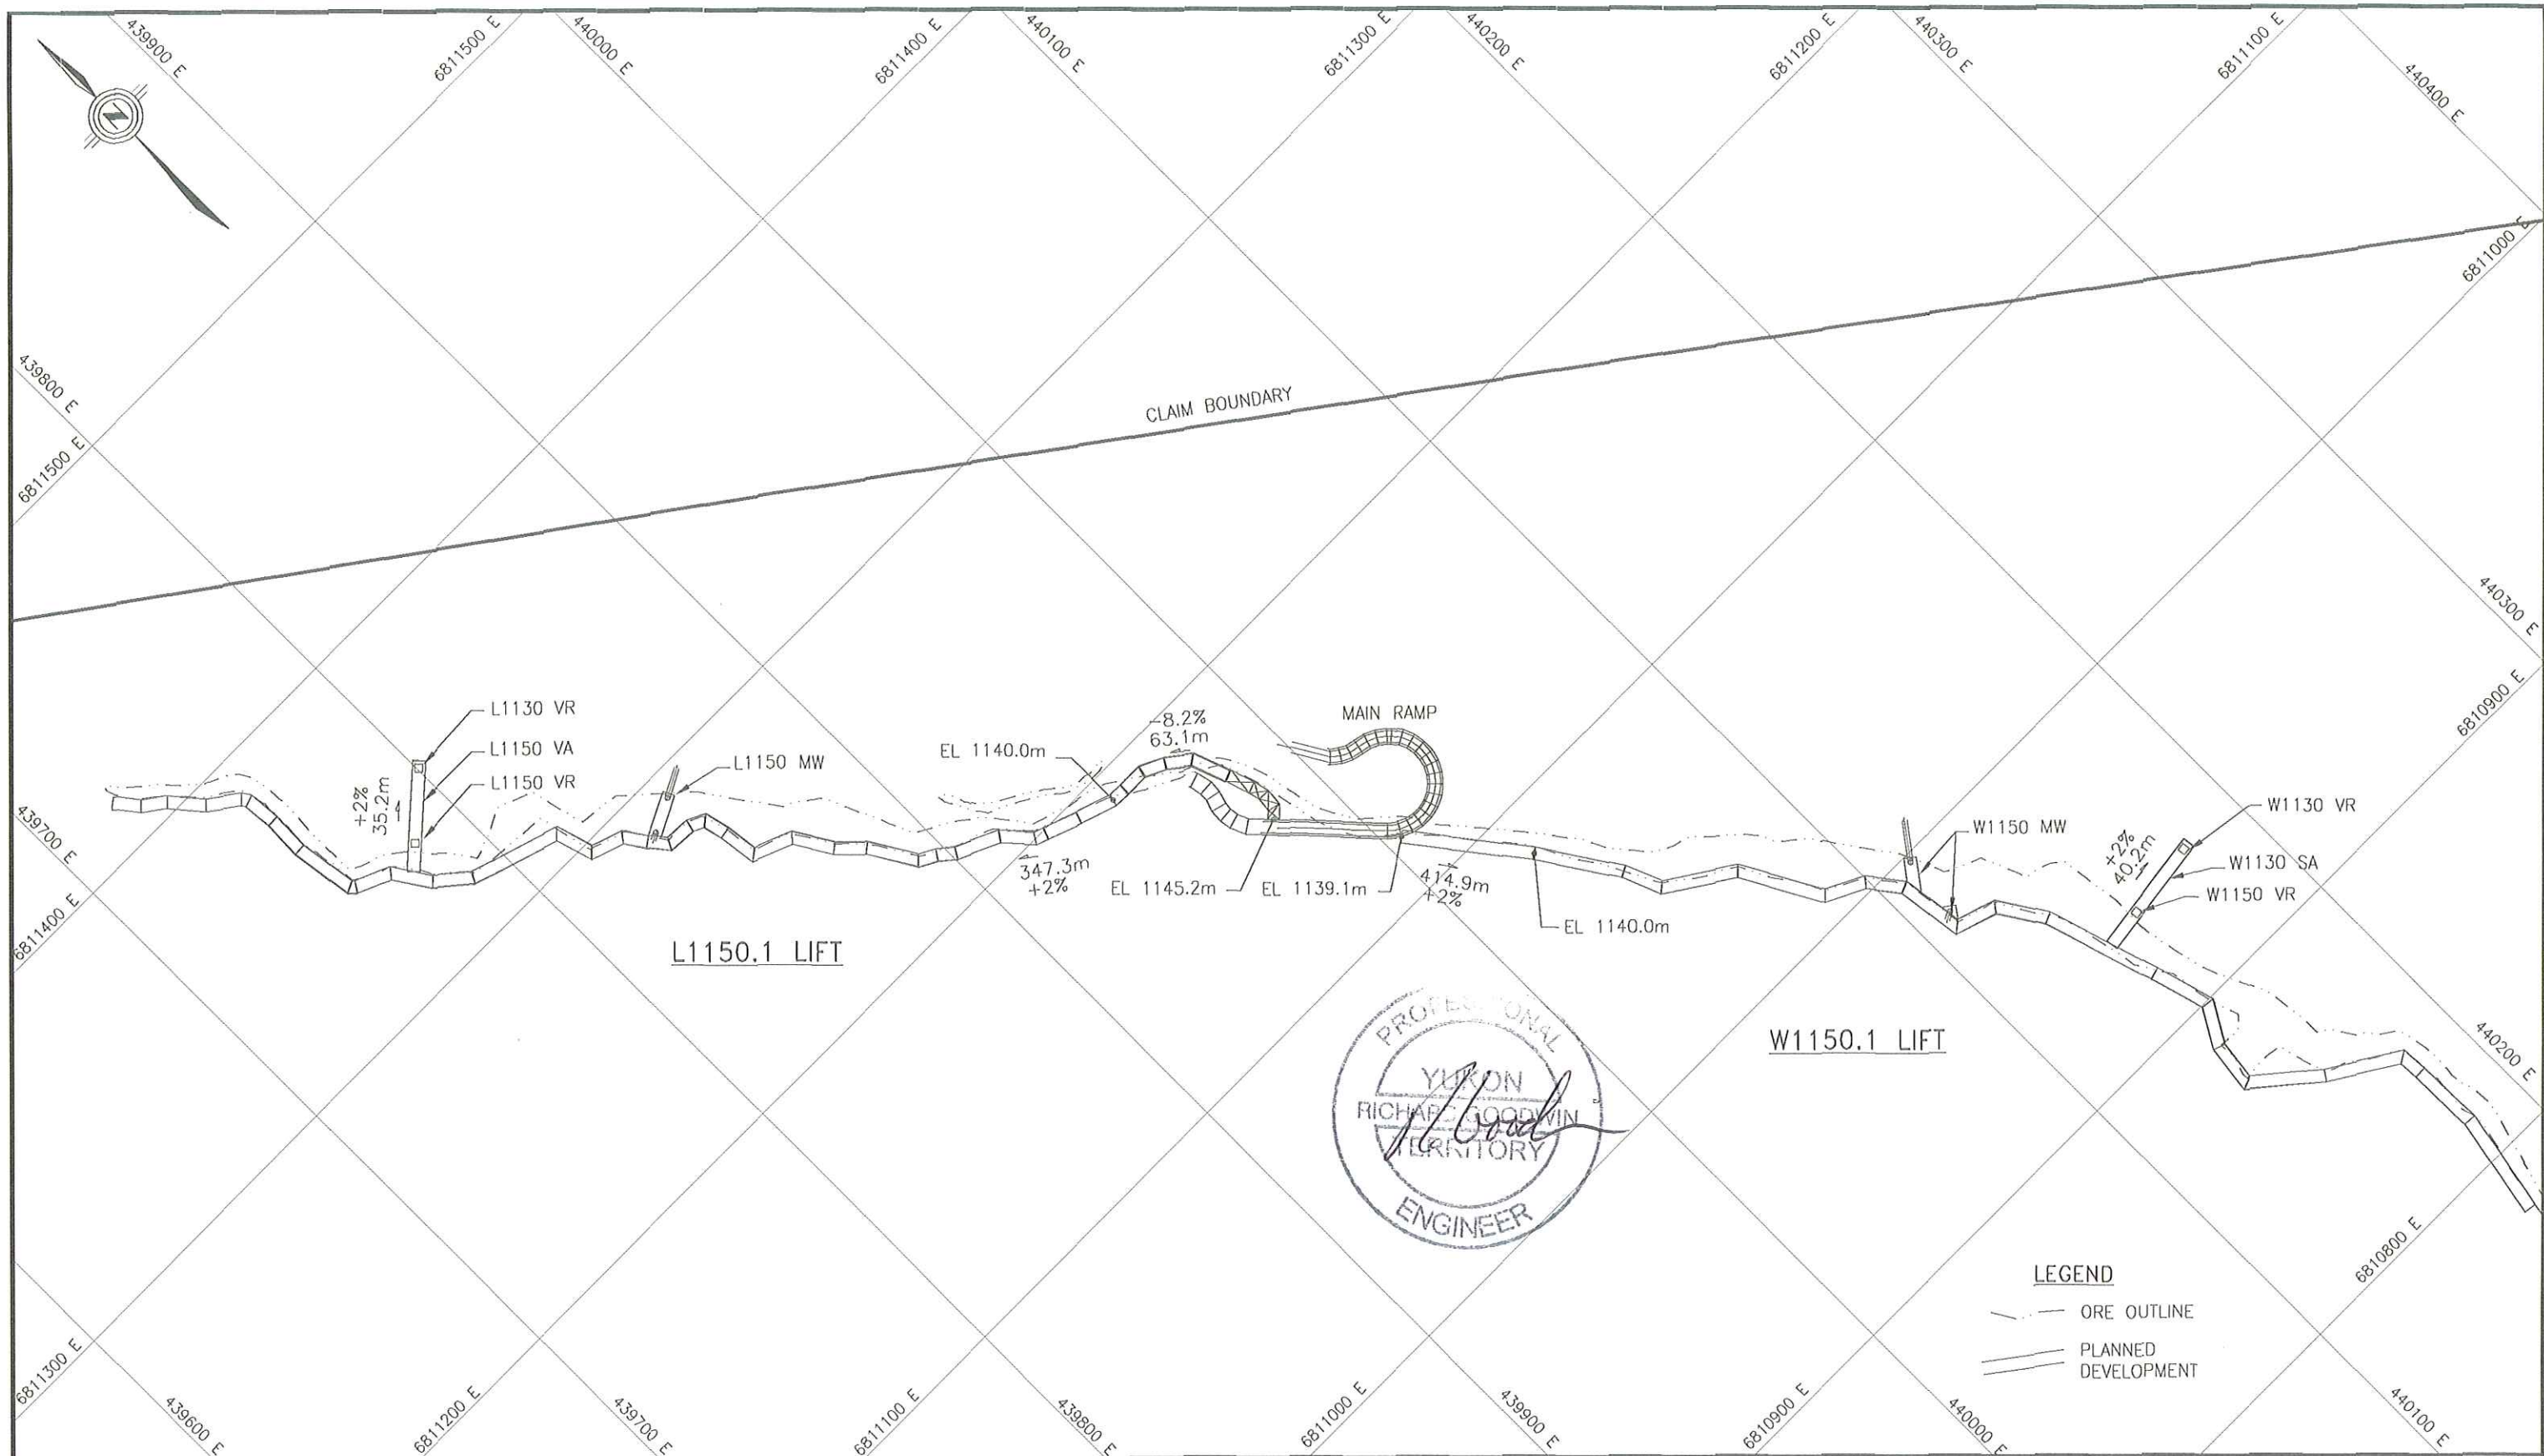 439900 E
6811500 E
440000 E
6811400 E
440100 E
6811300 E
440200 E
6811200 E
440300 E
6811100 E
440400 E
N
6811000 E
439800 E
6811500 E
CLAIM BOUNDARY
440300 E
6810900 E
L1130 VR
L1150 VA
L1150 VR
+2%
35.2m
L1150 MW
EL 1140.0m
-8.2%
63.1m
MAIN RAMP
347.3m
+2%
EL 1145.2m
EL 1139.1m
414.9m
+2%
EL 1140.0m
W1150 MW
+2%
40.2m
W1130 VR
W1130 SA
W1150 VR
439700 E
6811400 E
L1150.1 LIFT
W1150.1 LIFT
440200 E
PROFESSIONAL
YUKON
RICHARD GOODWIN
TERRITORY
ENGINEER
LEGEND
ORE OUTLINE
PLANNED
DEVELOPMENT
6810800 E
6811300 E
439600 E
6811200 E
439700 E
6811100 E
439800 E
6811000 E
439900 E
6810900 E
440000 E
440100 E